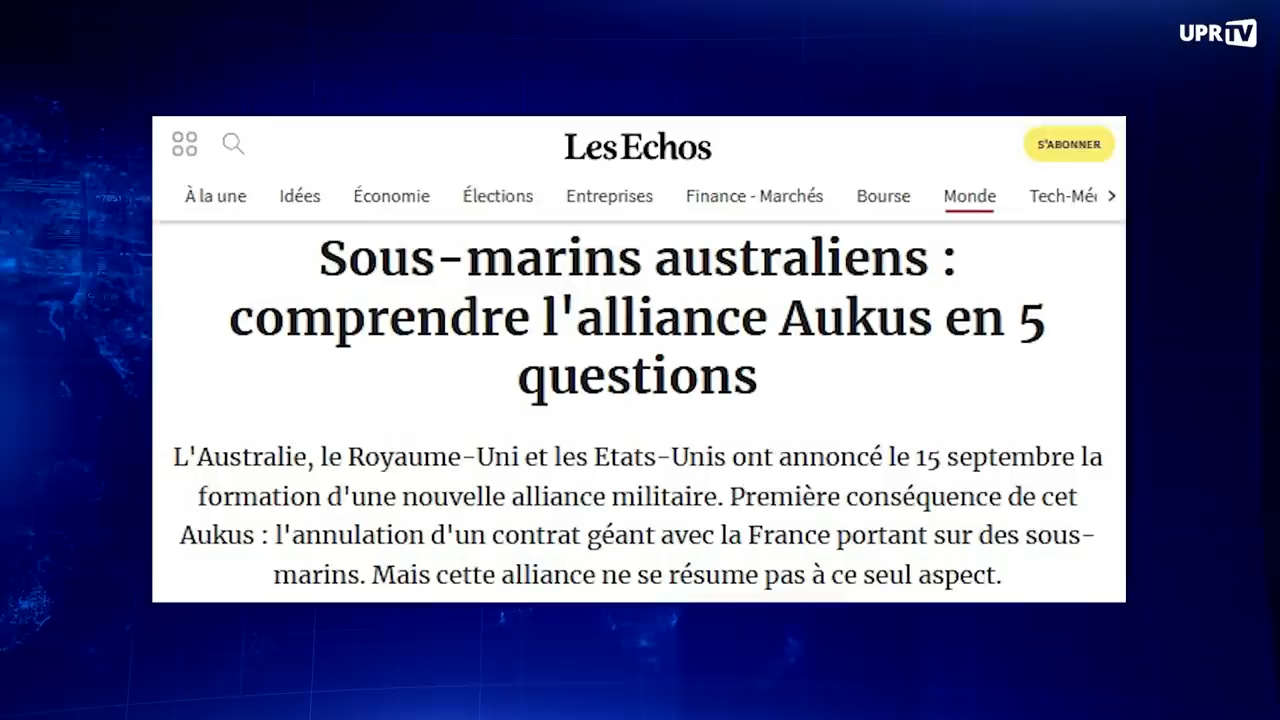 UPR TV
Les Echos
S'ABONNER
À la une Idées Économie Élections Entreprises Finance - Marchés Bourse Monde Tech-Mé
Sous-marins australiens :
comprendre l'alliance Aukus en 5
questions
L'Australie, le Royaume-Uni et les Etats-Unis ont annoncé le 15 septembre la
formation d'une nouvelle alliance militaire. Première conséquence de cet
Aukus : l'annulation d'un contrat géant avec la France portant sur des sous-
marins. Mais cette alliance ne se résume pas à ce seul aspect.